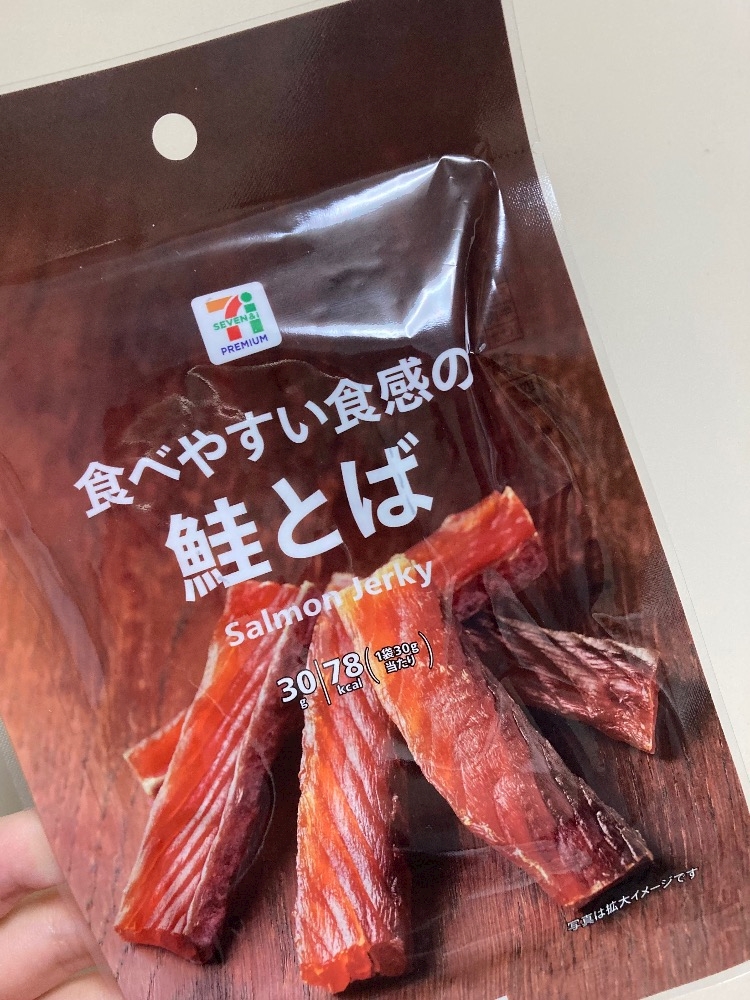 SEVEN&i
PREMIUM
食べやすい食感の
鮭とば
Salmon Jerky
30g 78kcal (1袋30g当たり)
写真は拡大イメージです